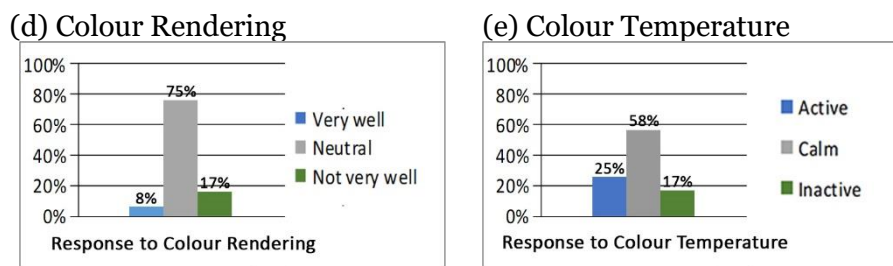 (d) Colour Rendering
100%
80%
60%
40%
20%
0%
75%
8%
17%
Very well
Neutral
Not very well
Response to Colour Rendering
(e) Colour Temperature
100%
80%
60%
40%
20%
0%
25%
58%
17%
Active
Calm
Inactive
Response to Colour Temperature